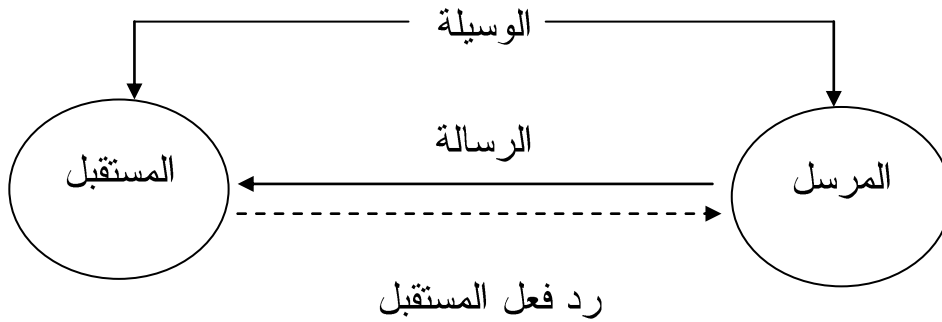 الوسيلة
الرسالة
المرسل
المستقبل
رد فعل المستقبل